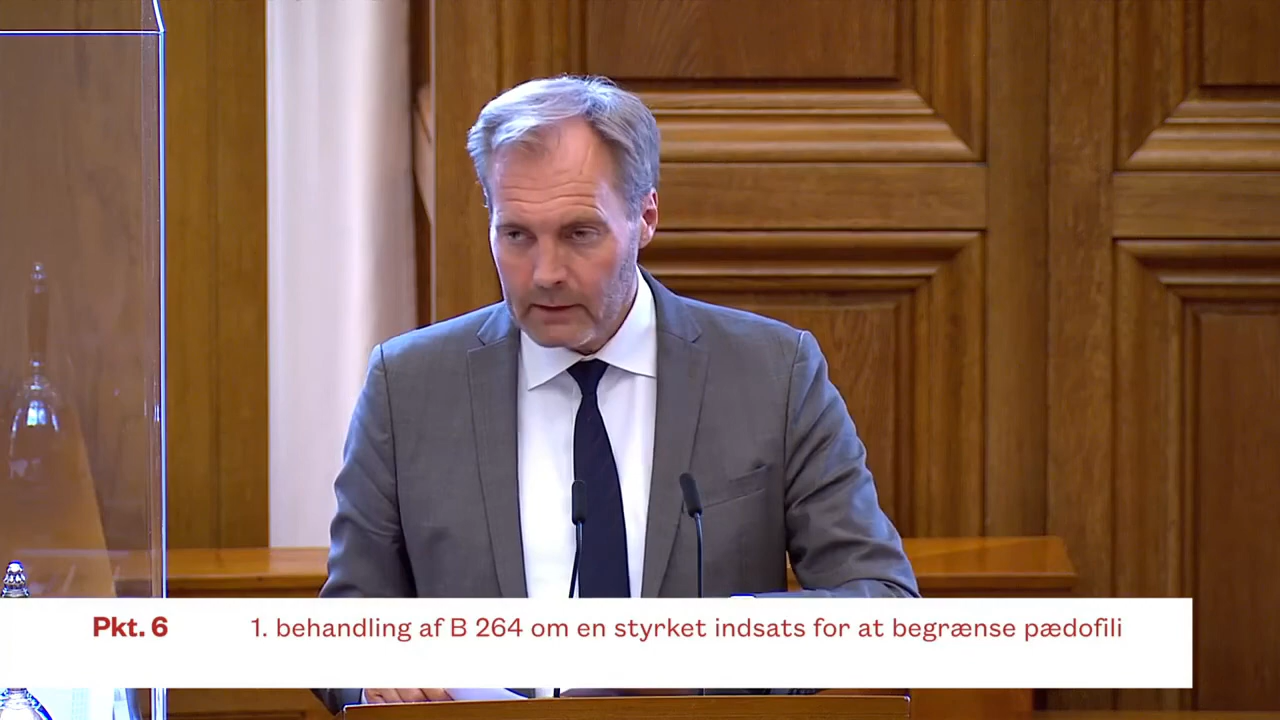 Pkt. 6 1. behandling af B 264 om en styrket indsats for at begrænse pædofili